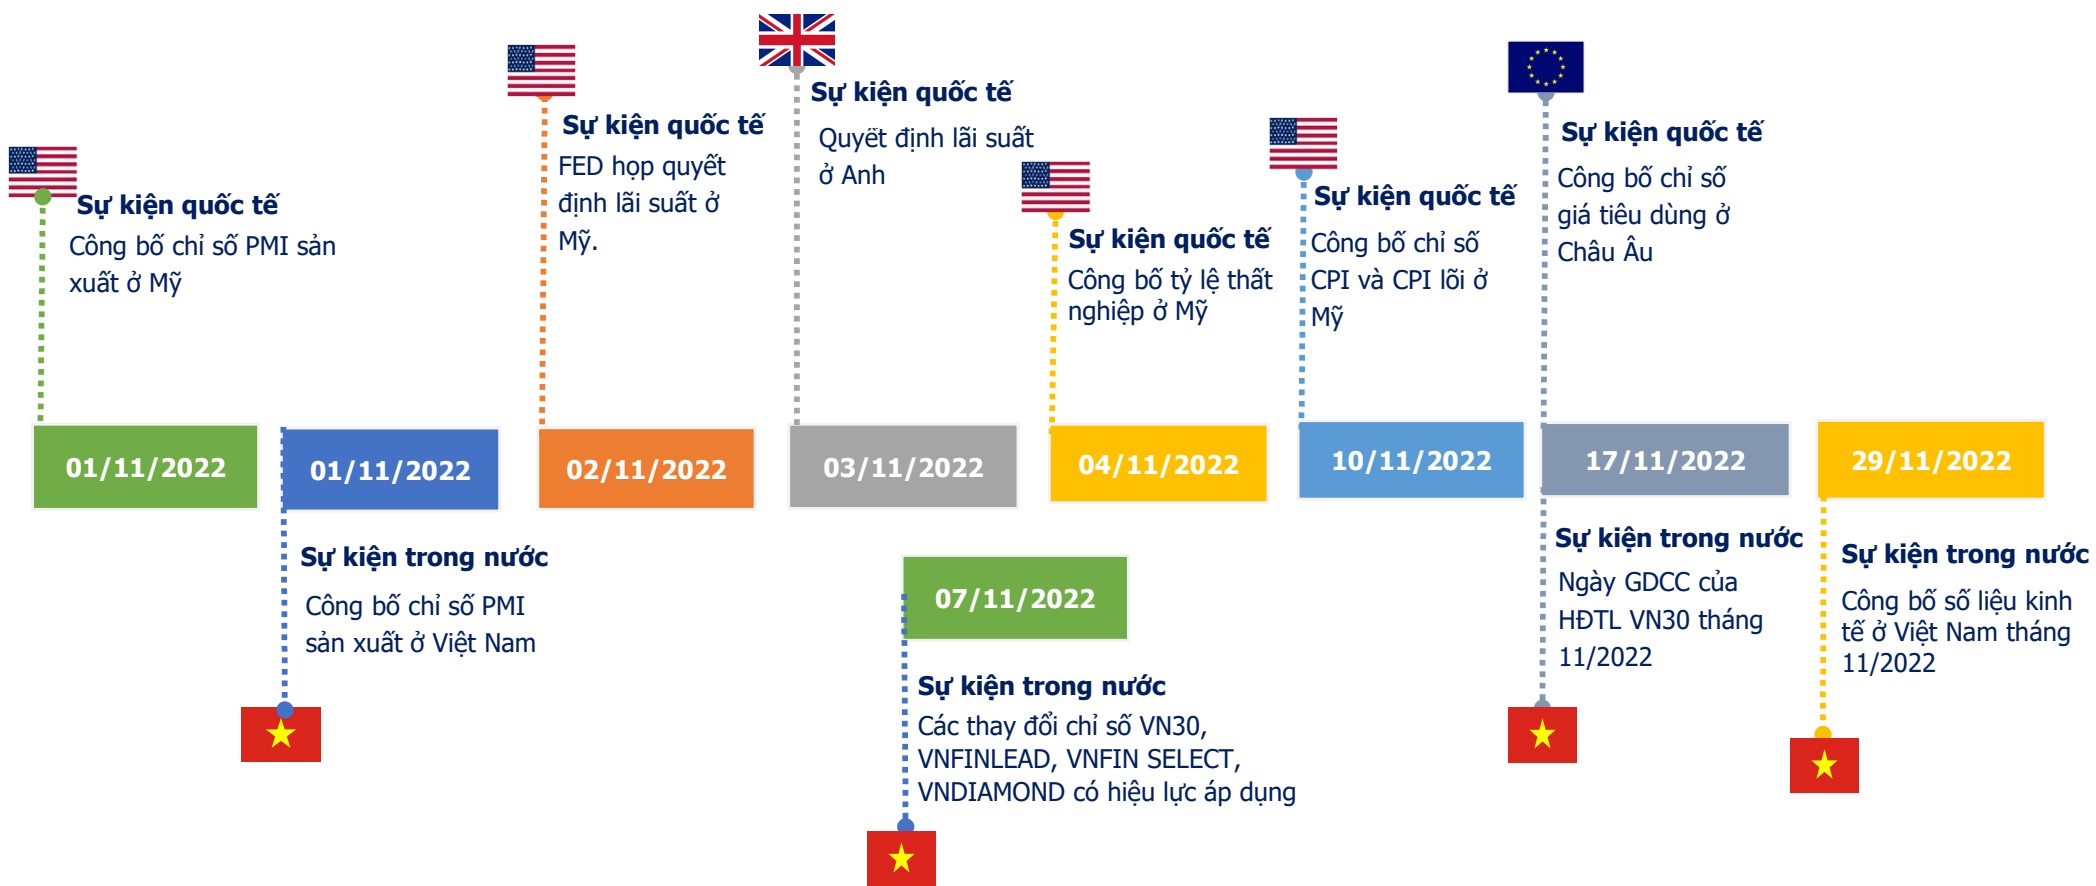 Sự kiện quốc tế
Công bố chỉ số PMI sản
xuất ở Mỹ
01/11/2022
01/11/2022
Sự kiện trong nước
Công bố chỉ số PMI
sản xuất ở Việt Nam
Sự kiện quốc tế
FED họp quyết
định lãi suất ở
Mỹ.
02/11/2022
Sự kiện quốc tế
Quyết định lãi suất
ở Anh
03/11/2022
Sự kiện quốc tế
Công bố tỷ lệ thất
nghiệp ở Mỹ
04/11/2022
07/11/2022
Sự kiện trong nước
Các thay đổi chỉ số VN30,
VNFINLEAD, VNFIN SELECT,
VNDIAMOND có hiệu lực áp dụng
Sự kiện quốc tế
Công bố chỉ số
CPI và CPI lõi ở
Mỹ
10/11/2022
Sự kiện quốc tế
Công bố chỉ số
giá tiêu dùng ở
Châu Âu
17/11/2022
Sự kiện trong nước
Ngày GDCC của
HĐTL VN30 tháng
11/2022
29/11/2022
Sự kiện trong nước
Công bố số liệu kinh
tế ở Việt Nam tháng
11/2022